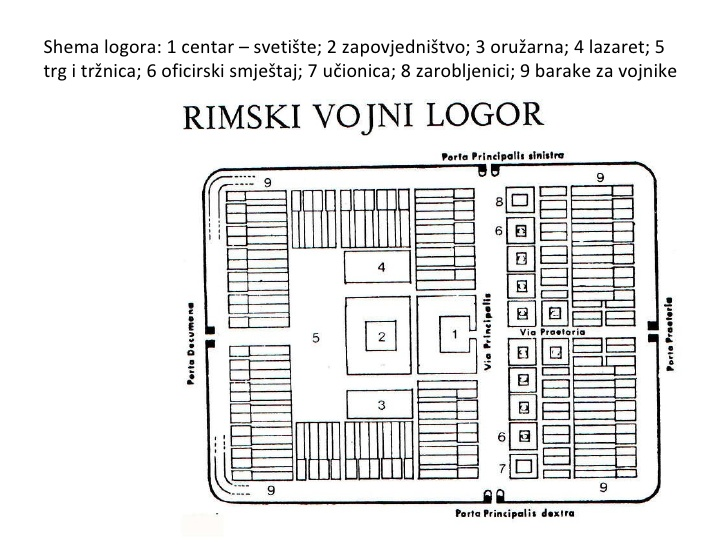 Shema logora: 1 centar – svetište; 2 zapovjedništvo; 3 oružarna; 4 lazaret; 5
trg i tržnica; 6 oficirski smještaj; 7 učionica; 8 zarobljenici; 9 barake za vojnike
RIMSKI VOJNI LOGOR
Porta Principalis sinistra
9
9
8
6
4
Porta Decumana
5
2
1
Via Principalis
Via Praetoria
Porta Praetoria
3
6
7
9
9
Porta Principalis dextra